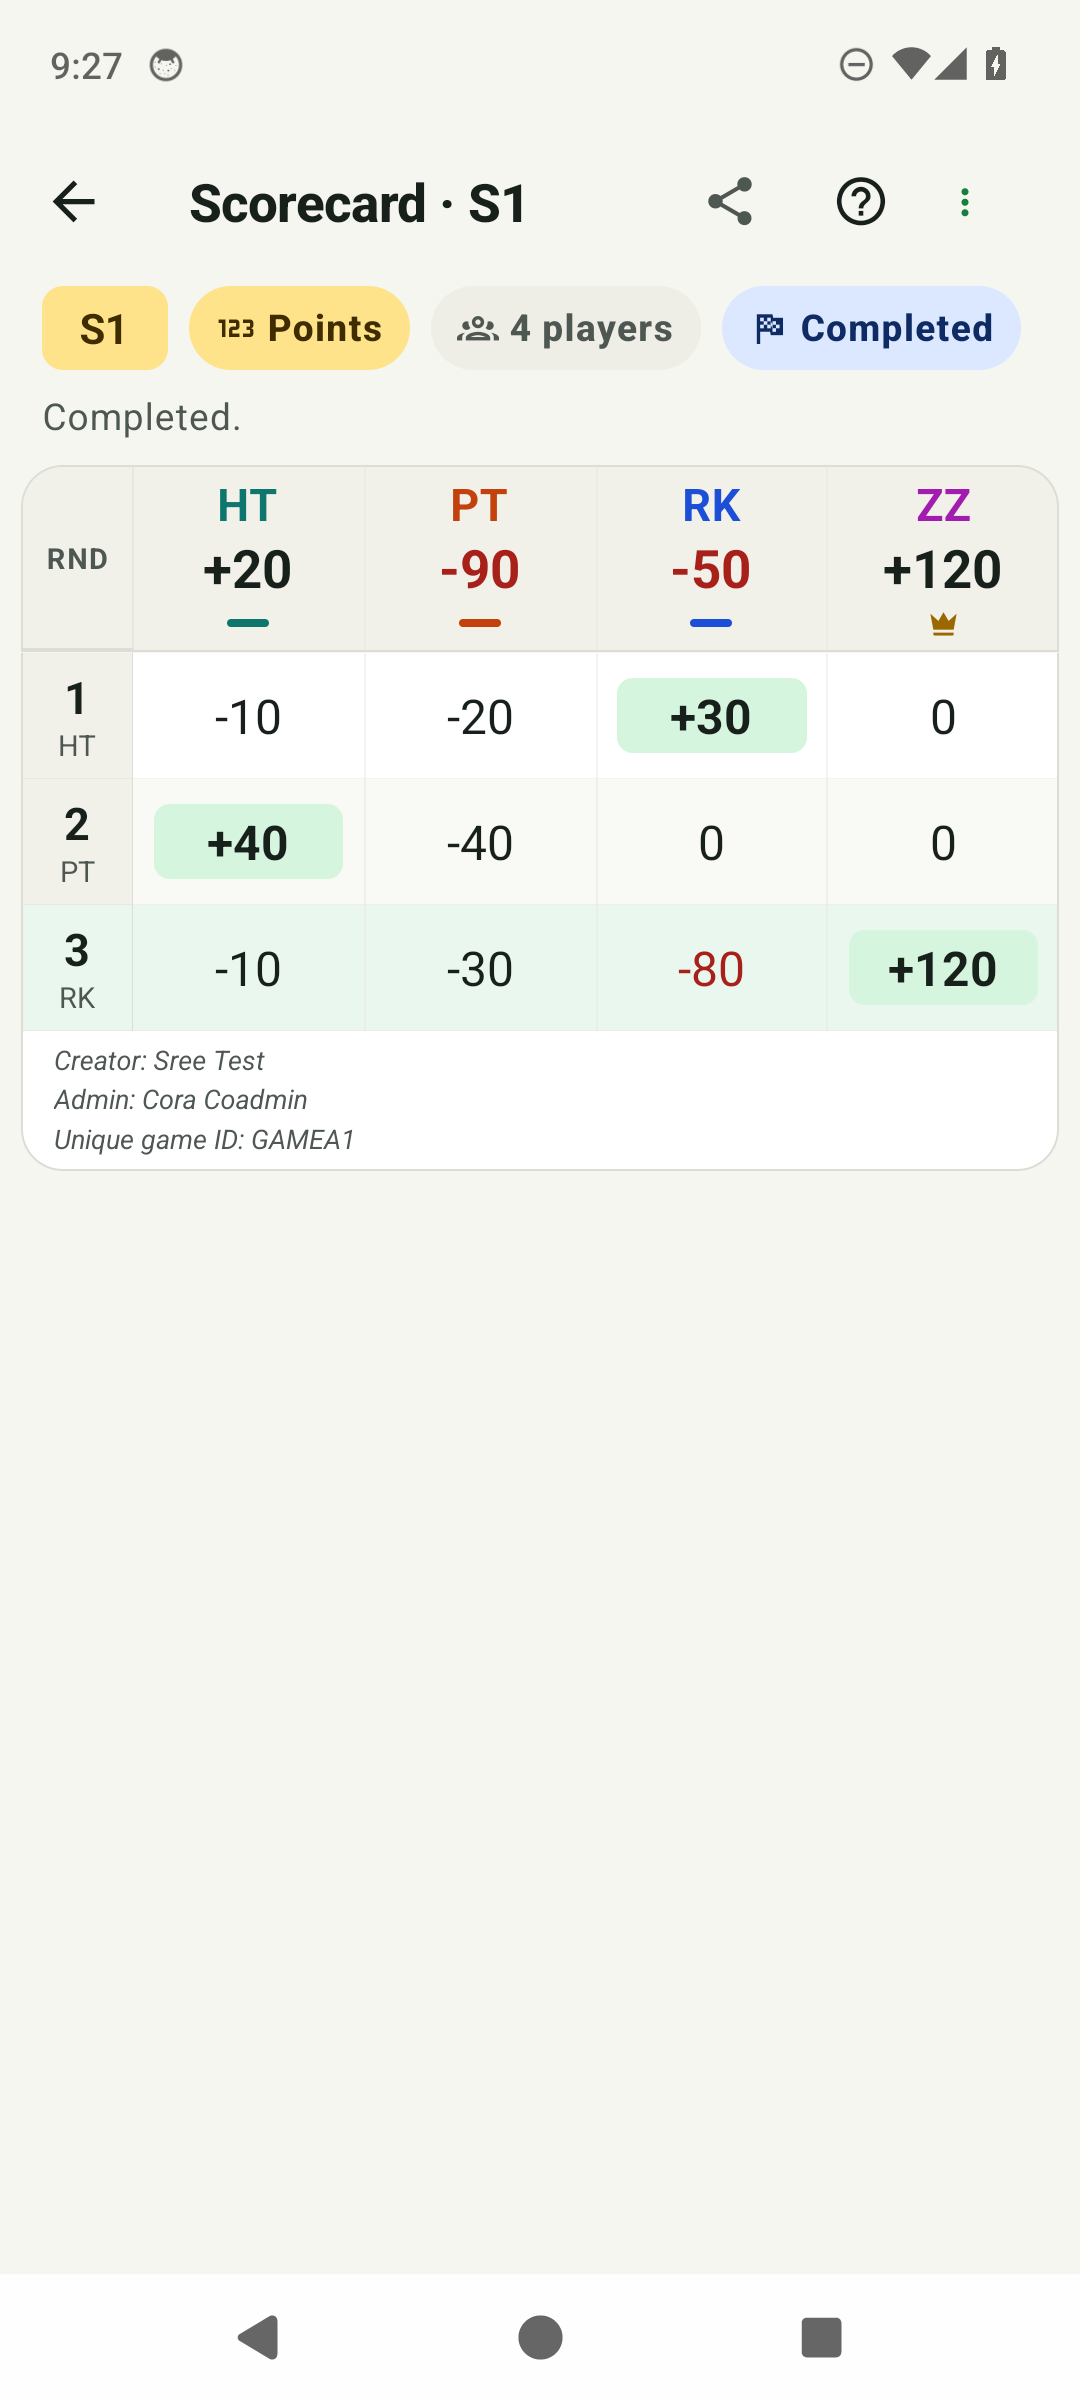 9:27
Scorecard · S1
S1
123 Points
4 players
Completed
Completed.
RND HT PT RK ZZ
+20 -90 -50 +120
1 -10 -20 +30 0
HT
2 +40 -40 0 0
PT
3 -10 -30 -80 +120
RK
Creator: Sree Test
Admin: Cora Coadmin
Unique game ID: GAMEA1